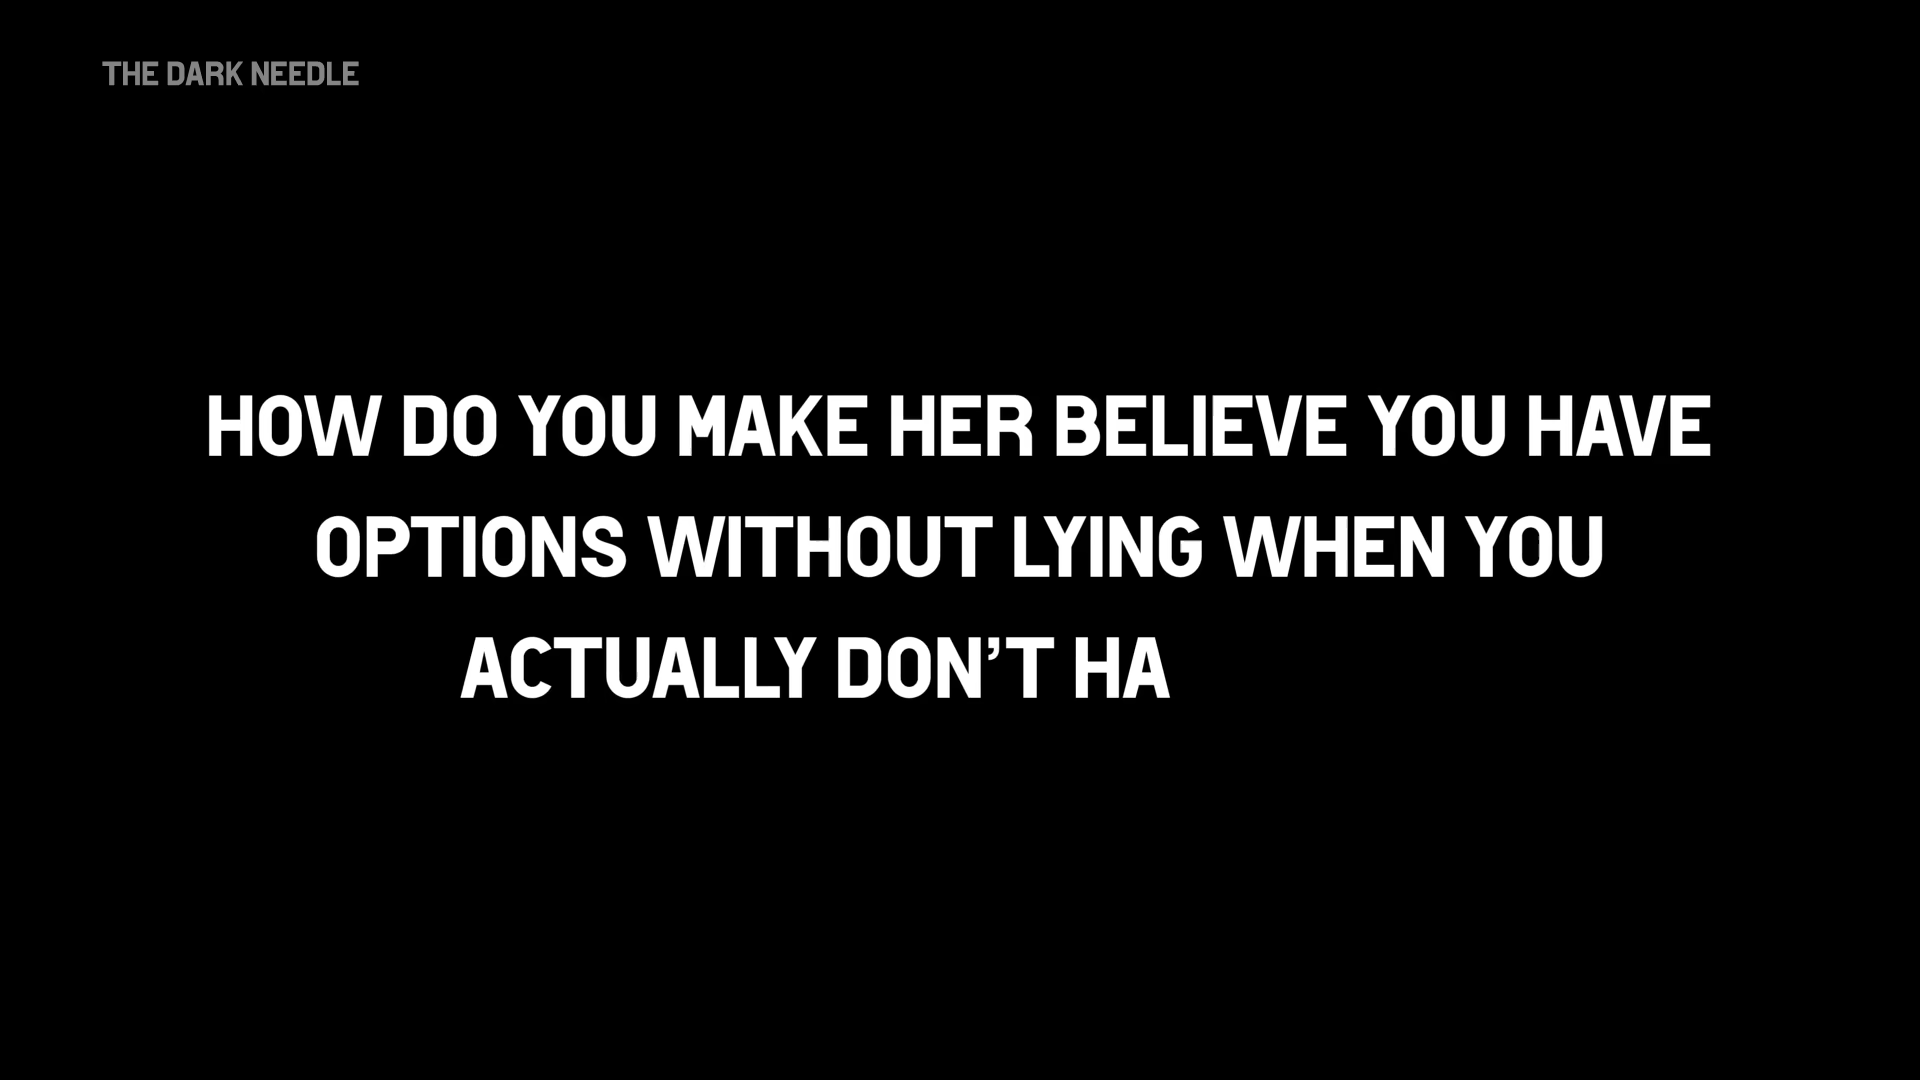 THE DARK NEEDLE
HOW DO YOU MAKE HER BELIEVE YOU HAVE
OPTIONS WITHOUT LYING WHEN YOU
ACTUALLY DON’T HA